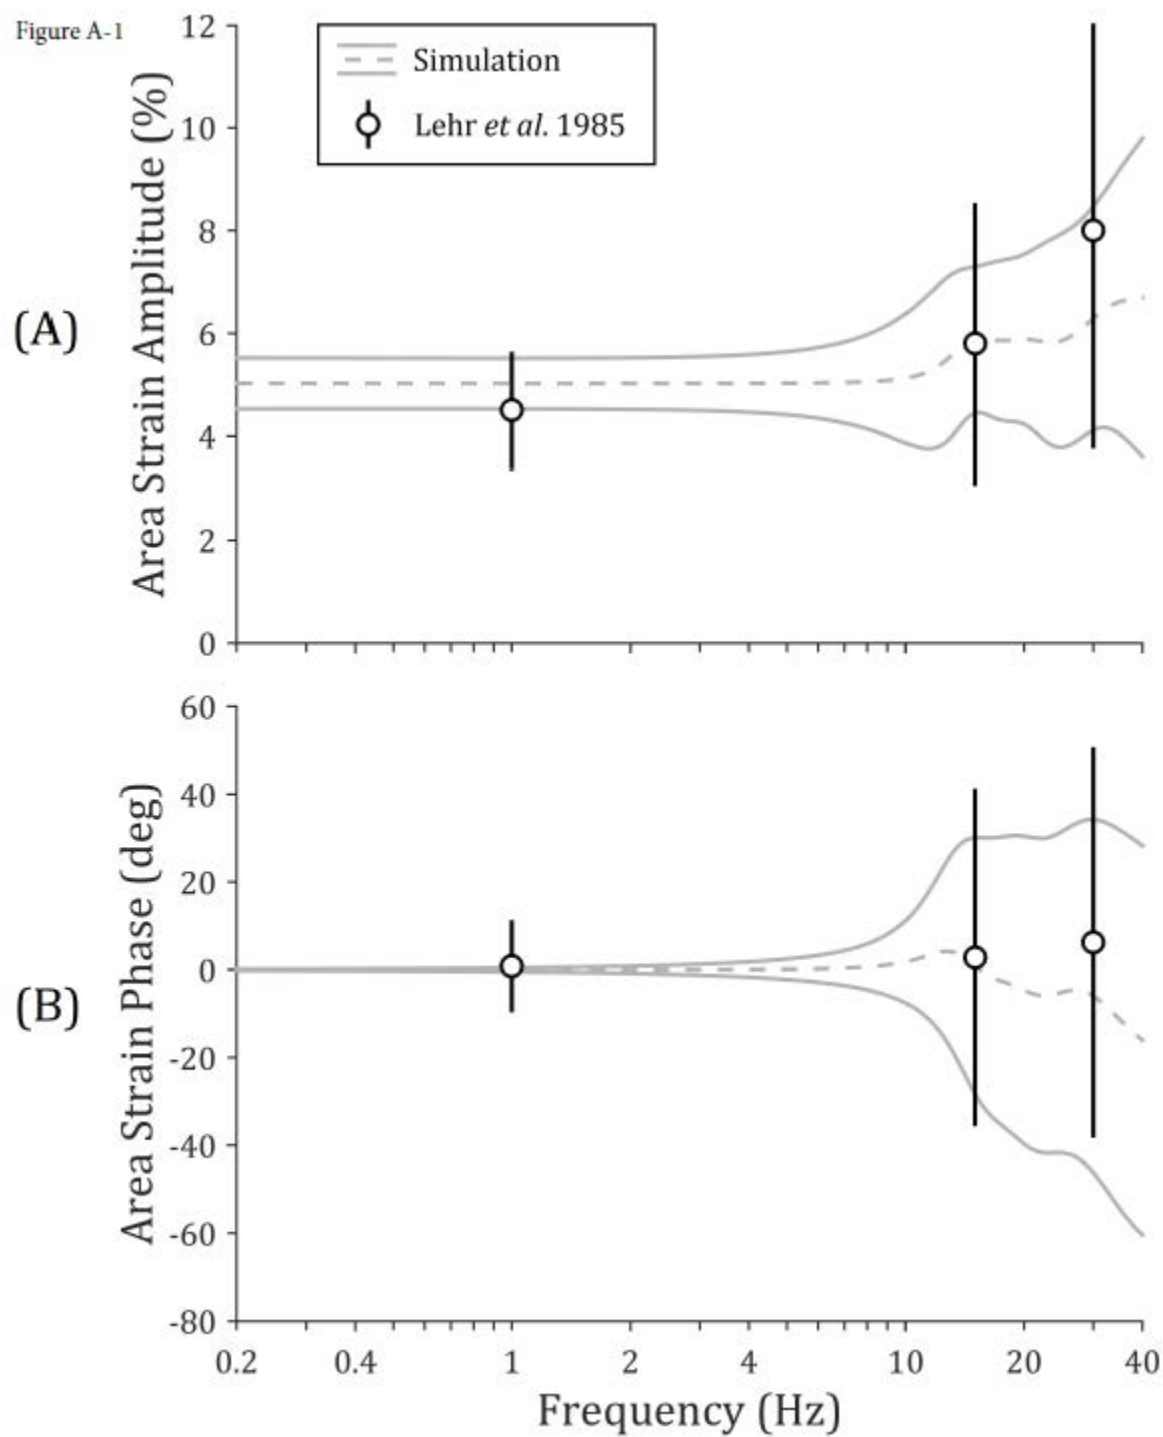 Figure A-1
12
10
8
6
4
2
0
Area Strain Amplitude (%)
Simulation
Lehr et al. 1985
(A)
60
40
20
0
-20
-40
-60
-80
Area Strain Phase (deg)
(B)
0.2 0.4 1 2 4 10 20 40
Frequency (Hz)